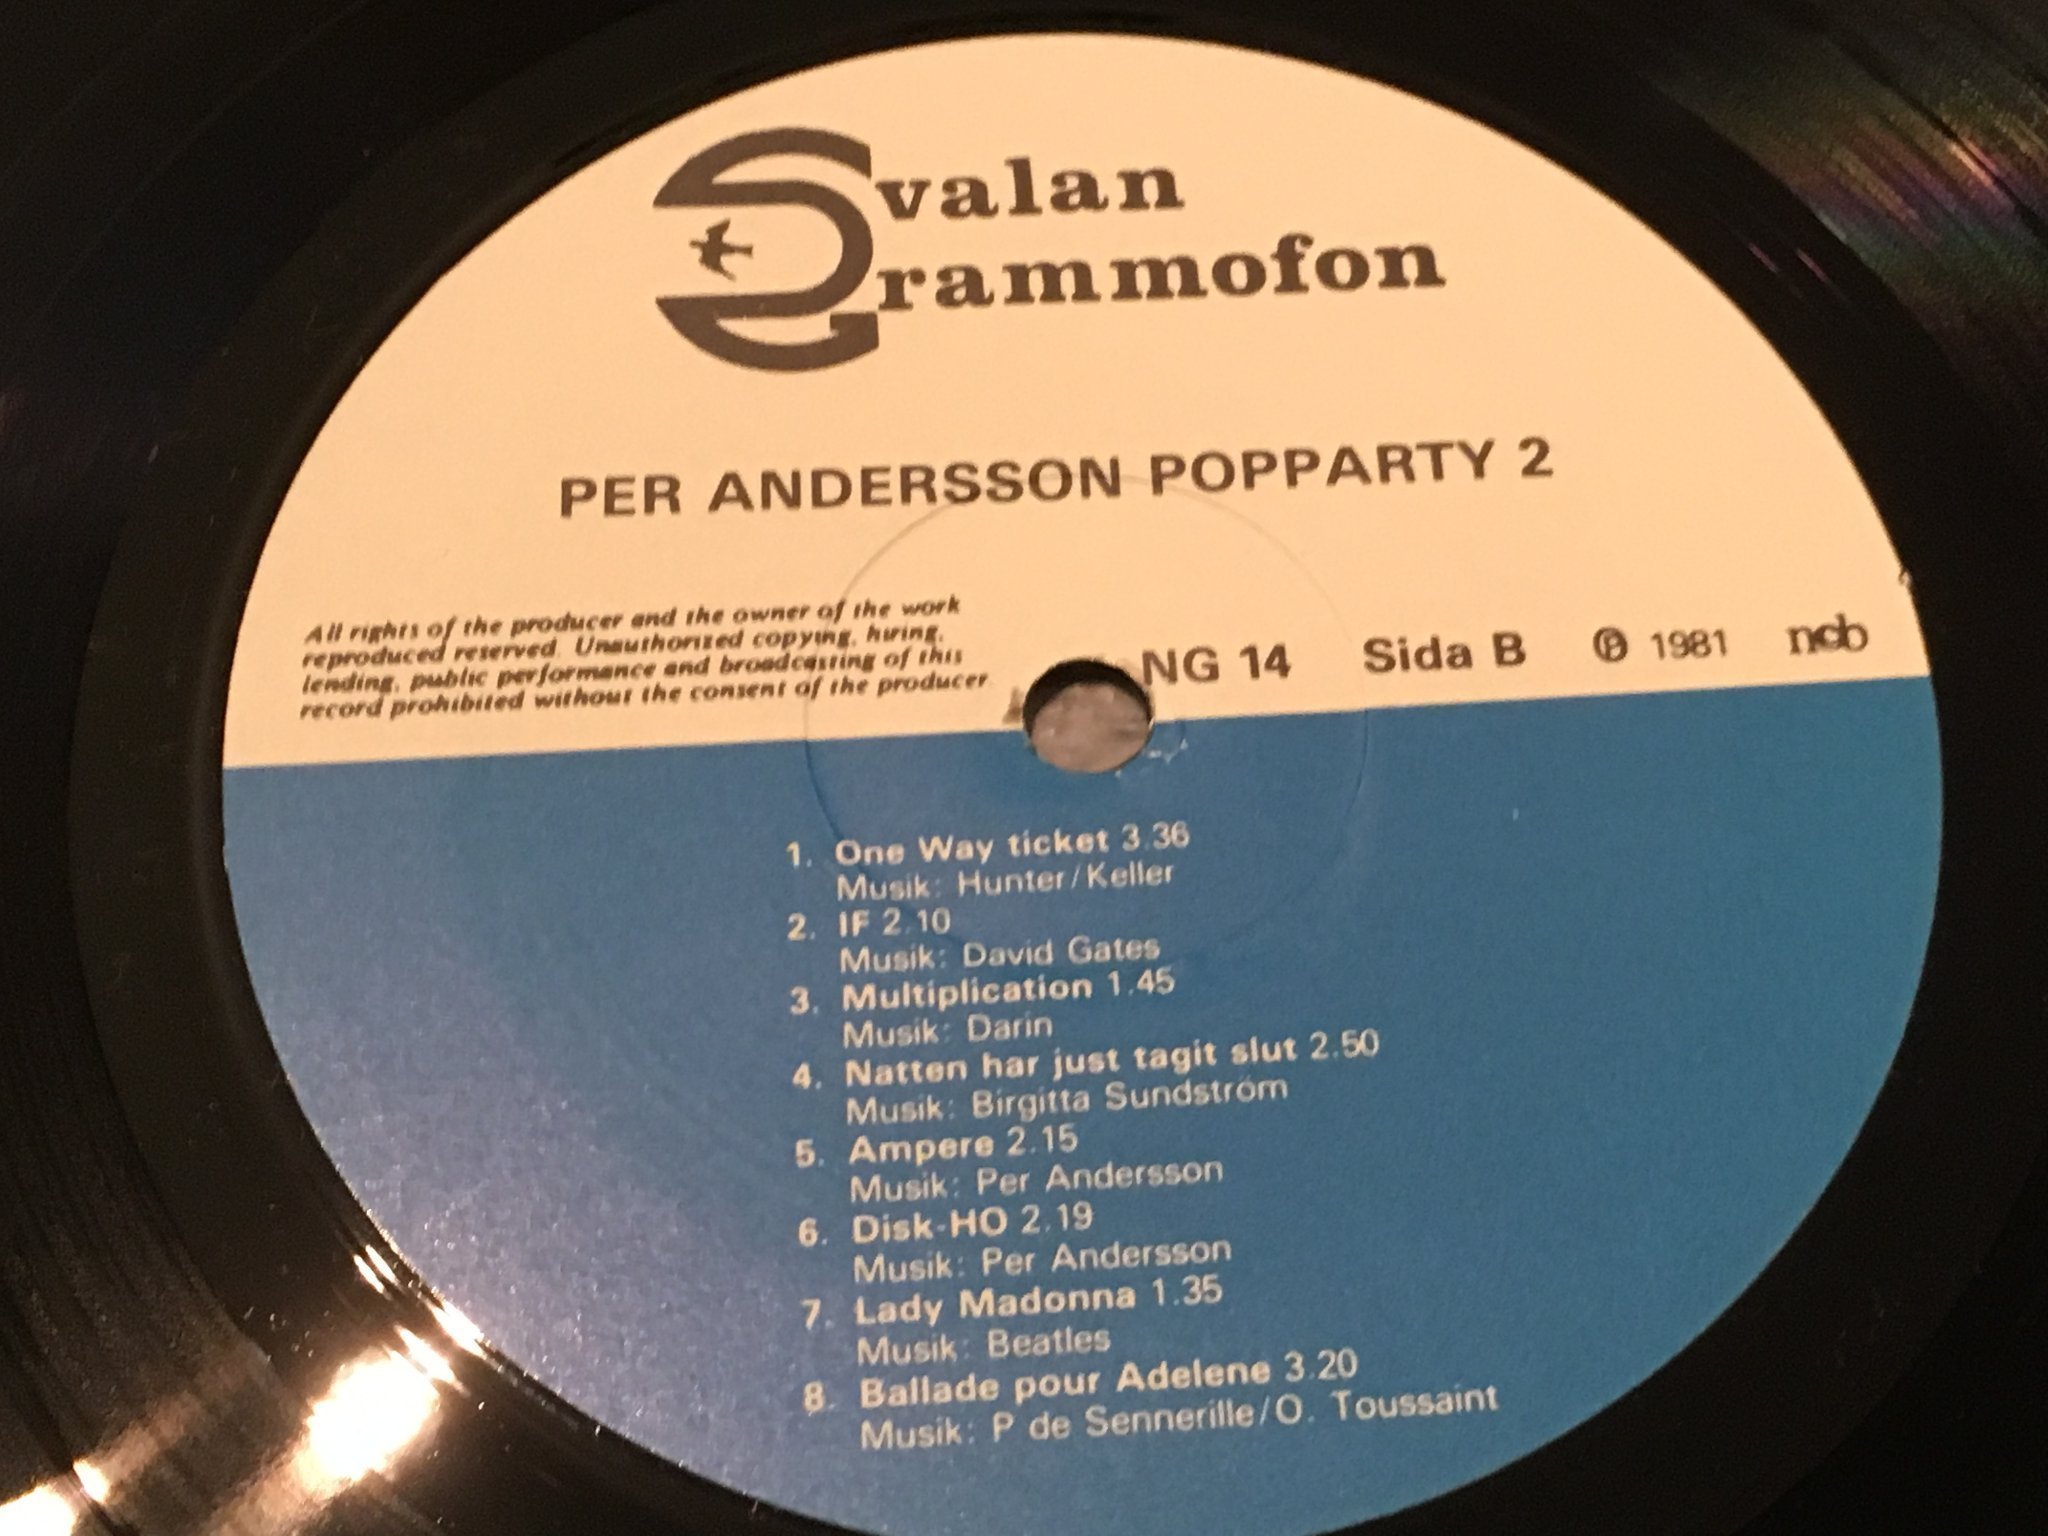 Svalan
Grammofon
PER ANDERSSON POPPARTY 2
All rights of the producer and the owner of the work
reproduced reserved. Unauthorized copying, hiring,
lending, public performance and broadcasting of this
record prohibited without the consent of the producer.
NG 14 Sida B Ⓟ 1981 ncb
1. One Way ticket 3.36
Musik: Hunter/Keller
2. IF 2.10
Musik: David Gates
3. Multiplication 1.45
Musik: Darin
4. Natten har just tagit slut 2.50
Musik: Birgitta Sundström
5. Ampere 2.15
Musik: Per Andersson
6. Disk-HO 2.19
Musik: Per Andersson
7. Lady Madonna 1.35
Musik: Beatles
8. Ballade pour Adelene 3.20
Musik: P de Sennerille/O. Toussaint